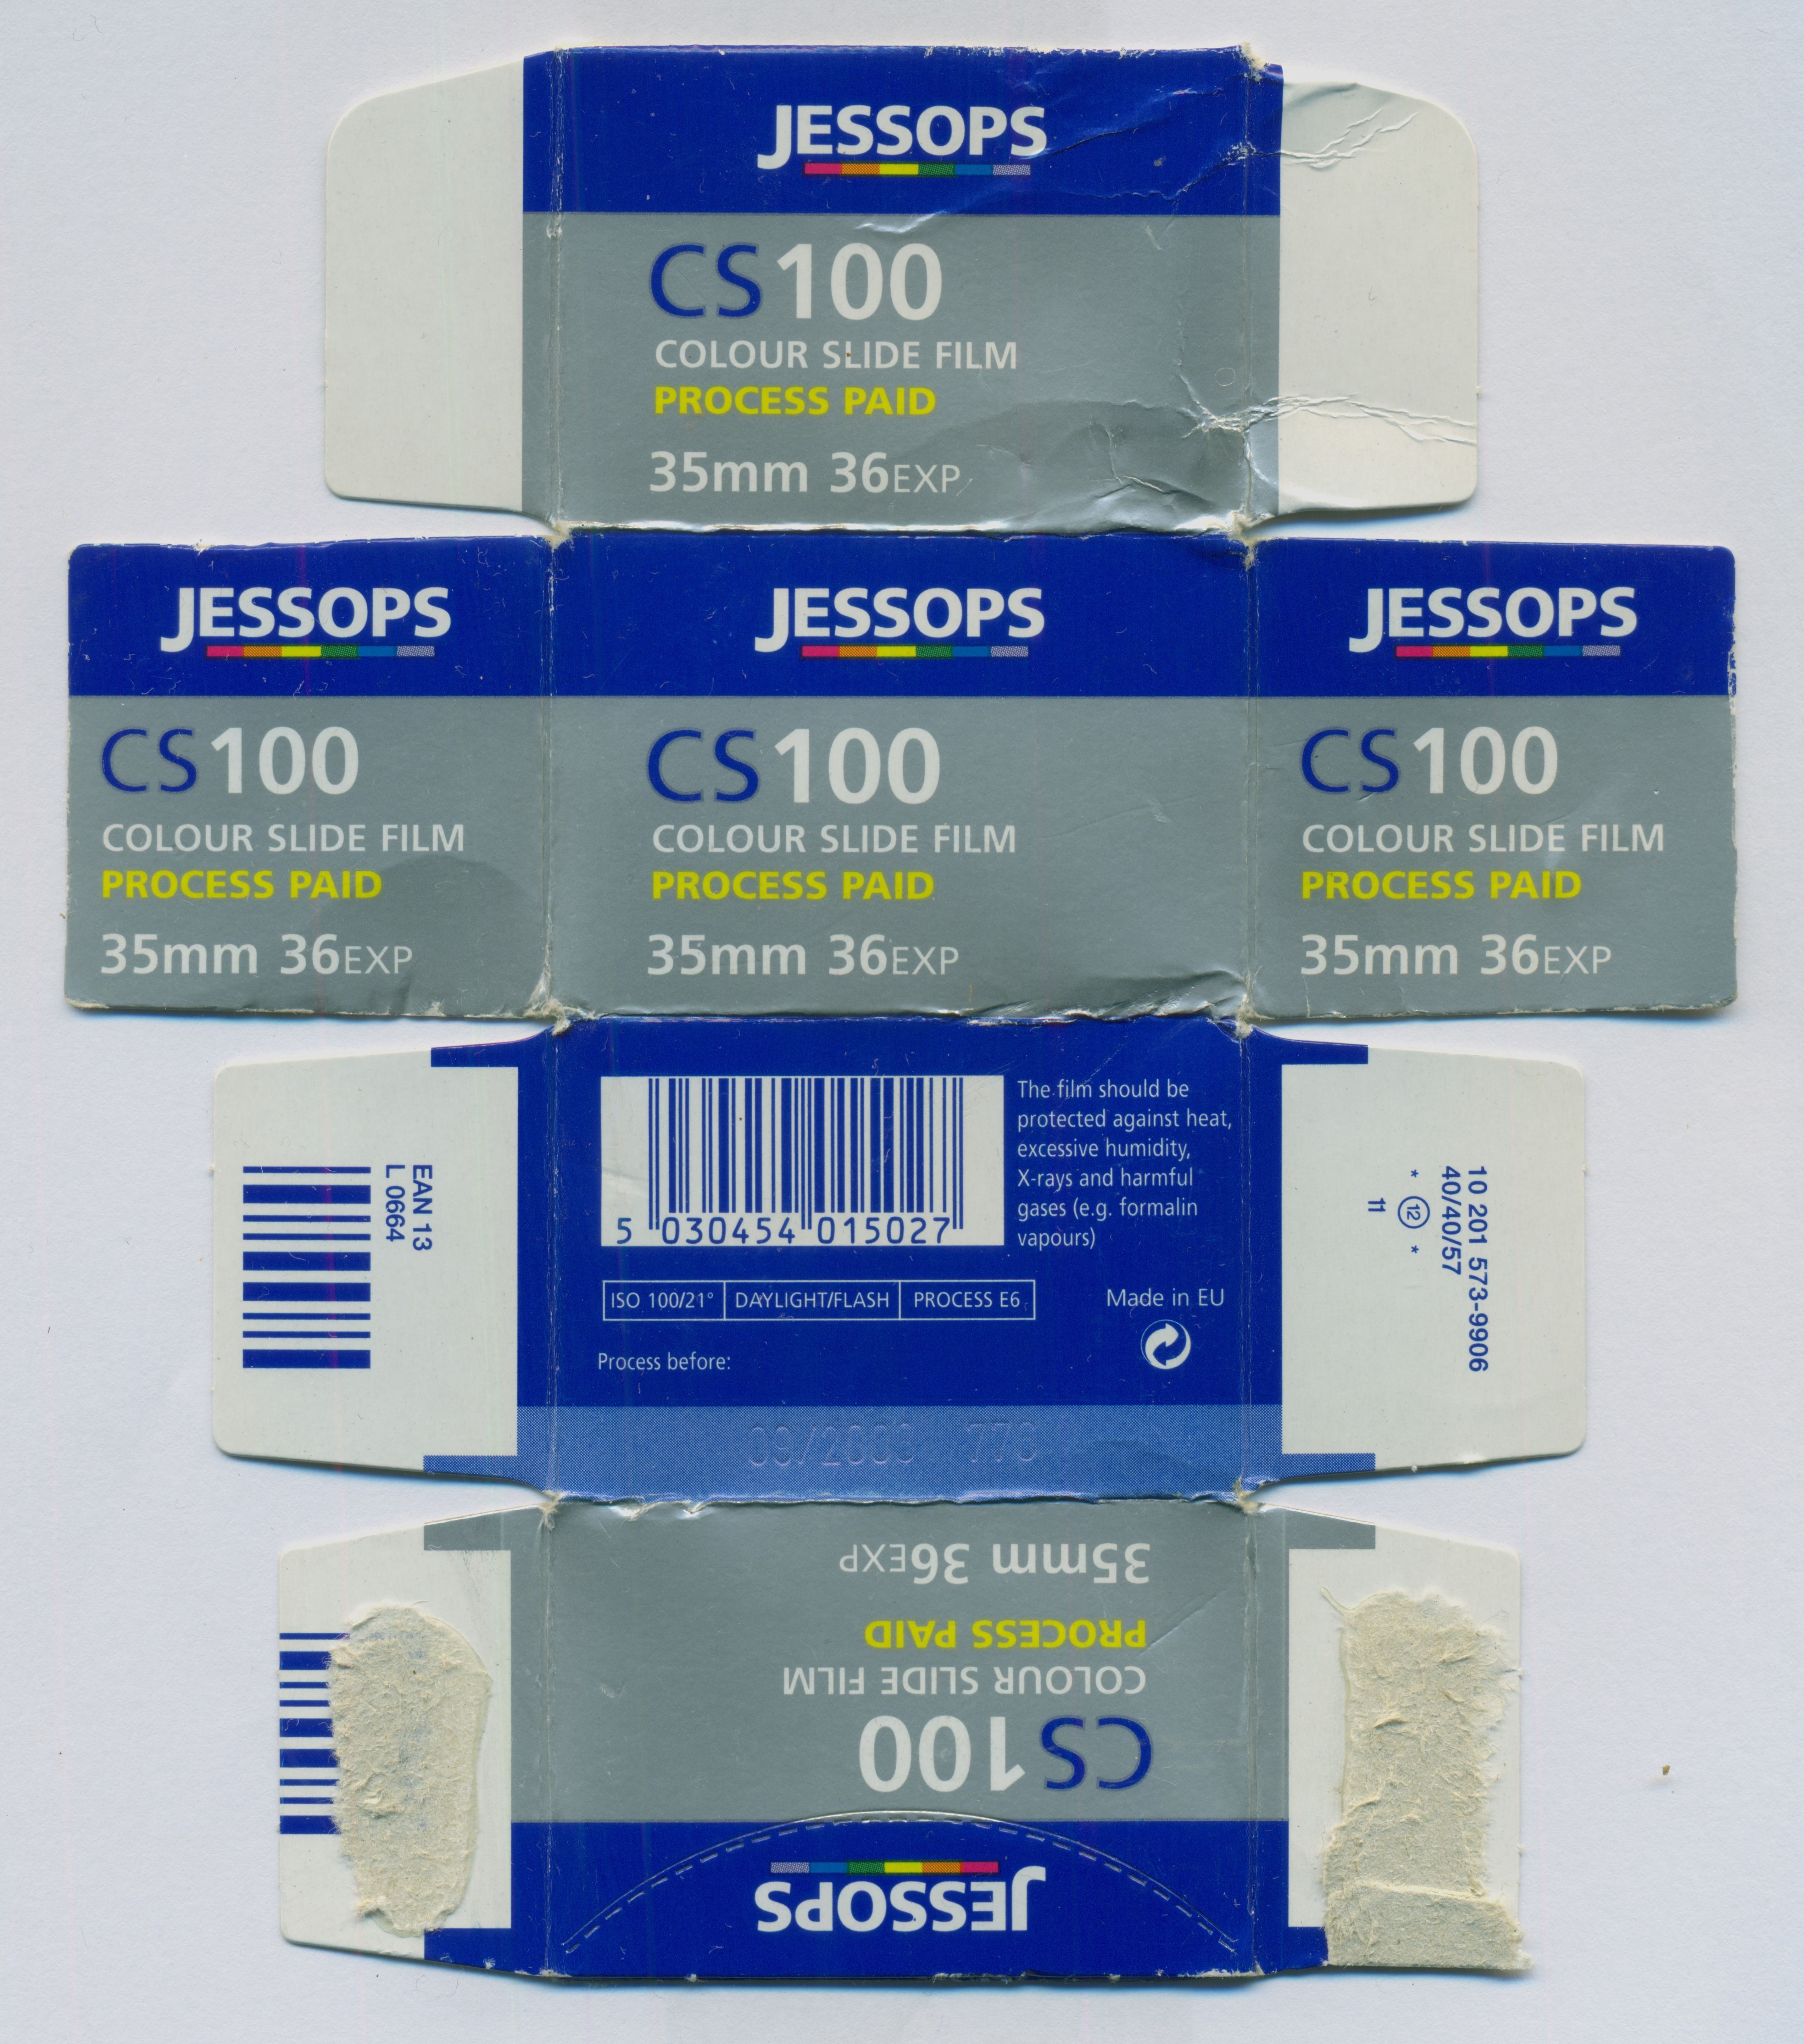 JESSOPS
CS100
COLOUR SLIDE FILM
PROCESS PAID
35mm 36EXP
JESSOPS
CS100
COLOUR SLIDE FILM
PROCESS PAID
35mm 36EXP
JESSOPS
CS100
COLOUR SLIDE FILM
PROCESS PAID
35mm 36EXP
JESSOPS
CS100
COLOUR SLIDE FILM
PROCESS PAID
35mm 36EXP
EAN 13
L 0664
5 030454 015027
The film should be
protected against heat,
excessive humidity,
X-rays and harmful
gases (e.g. formalin
vapours)
ISO 100/21° DAYLIGHT/FLASH PROCESS E6
Made in EU
Process before:
10 201 573-9906
40/40/57
* 12 *
11
35mm 36EXP
PROCESS PAID
COLOUR SLIDE FILM
CS100
JESSOPS